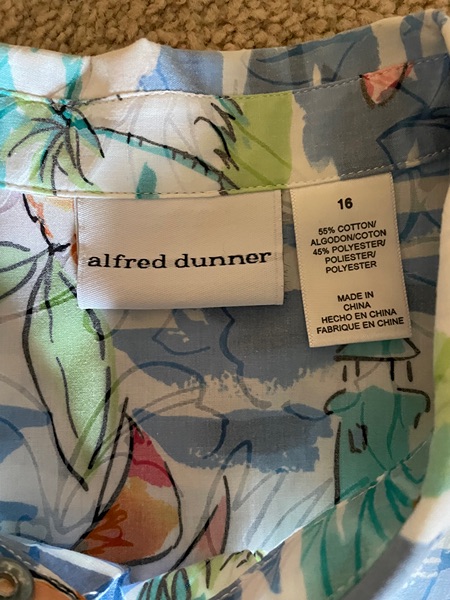 alfred dunner
16
55% COTTON/
ALGODON/COTON
45% POLYESTER/
POLIESTER/
POLYESTER
MADE IN
CHINA
HECHO EN CHINA
FABRIQUE EN CHINE